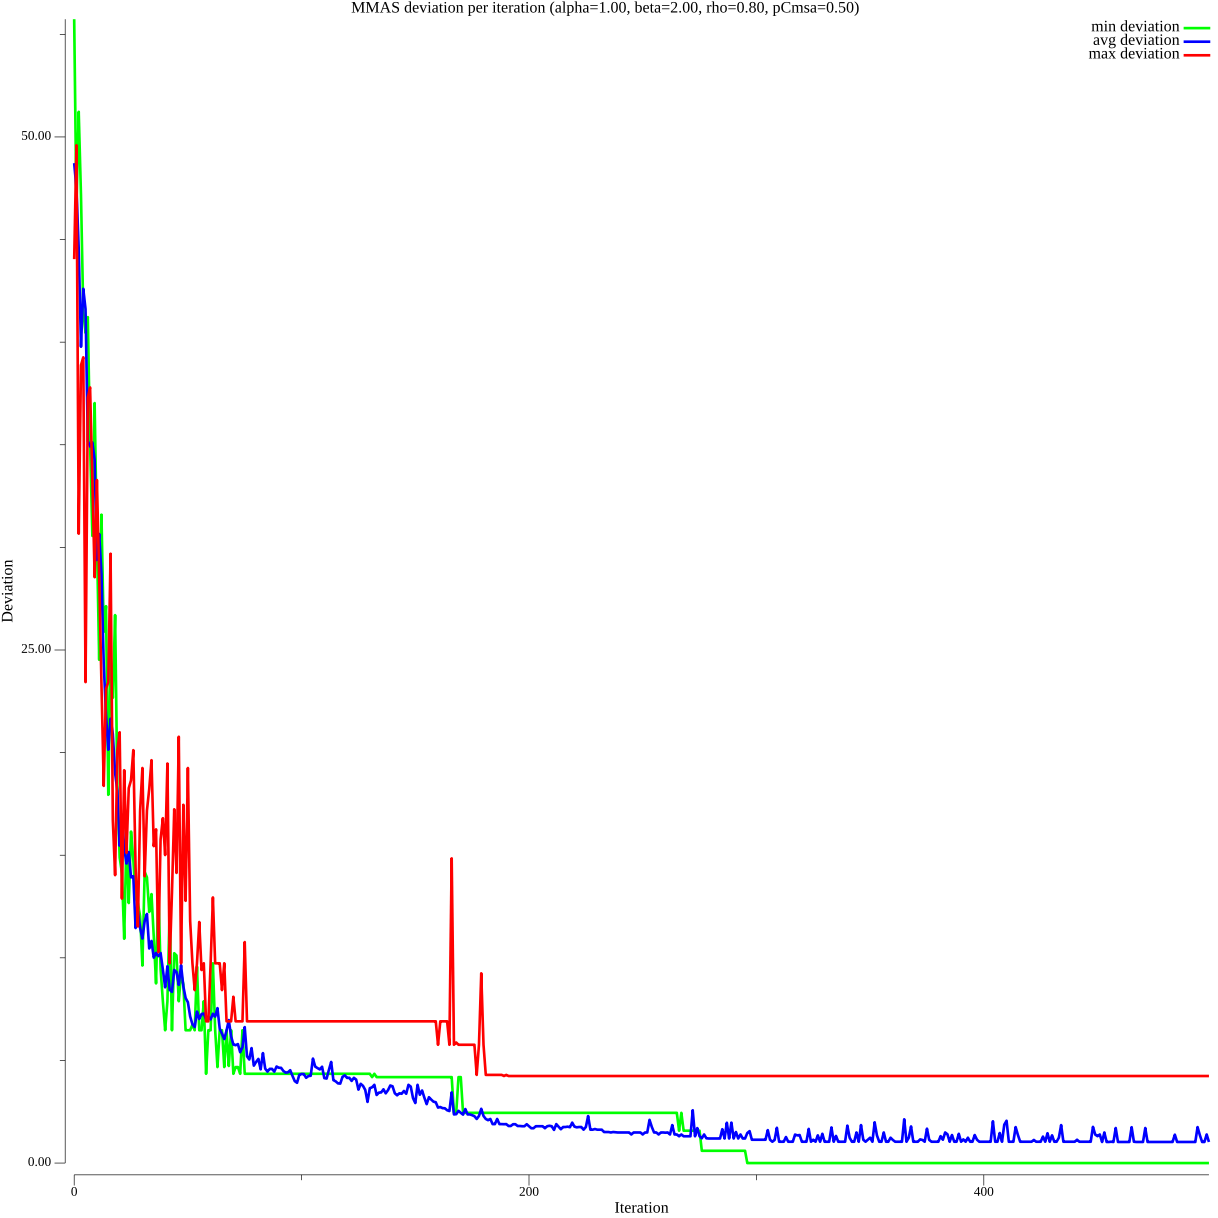 MMAS deviation per iteration (alpha=1.00, beta=2.00, rho=0.80, pCmsa=0.50)
min deviation
avg deviation
max deviation
50.00
25.00
0.00
Deviation
0
200
400
Iteration